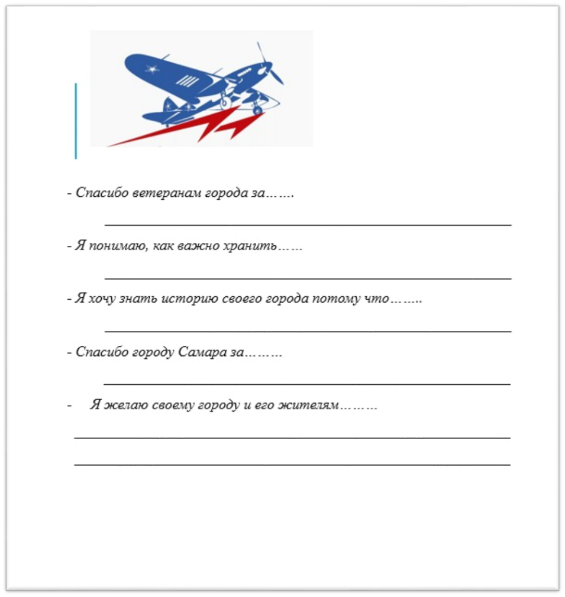 - Спасибо ветеранам города за…….
- Я понимаю, как важно хранить……
- Я хочу знать историю своего города потому что……..
- Спасибо городу Самара за………
- Я желаю своему городу и его жителям………